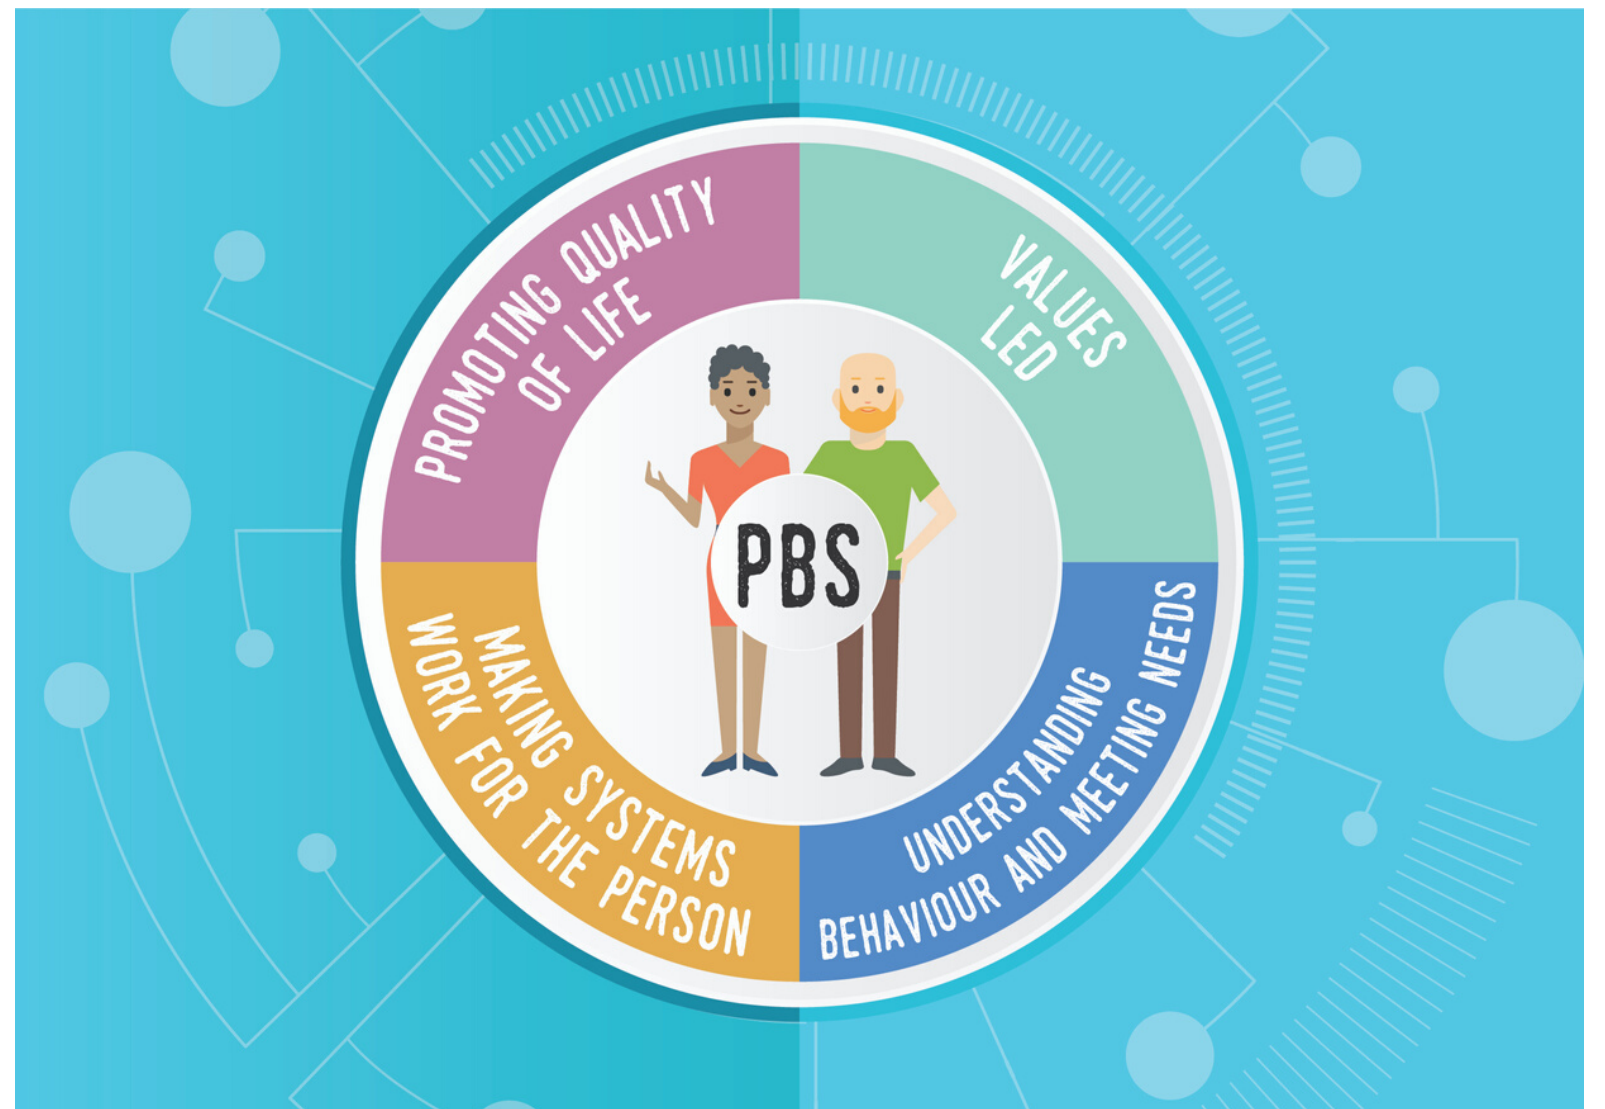 PROMOTING QUALITY
OF LIFE
VALUES
LED
PBS
MAKING SYSTEMS
WORK FOR THE PERSON
UNDERSTANDING
BEHAVIOUR AND MEETING NEEDS